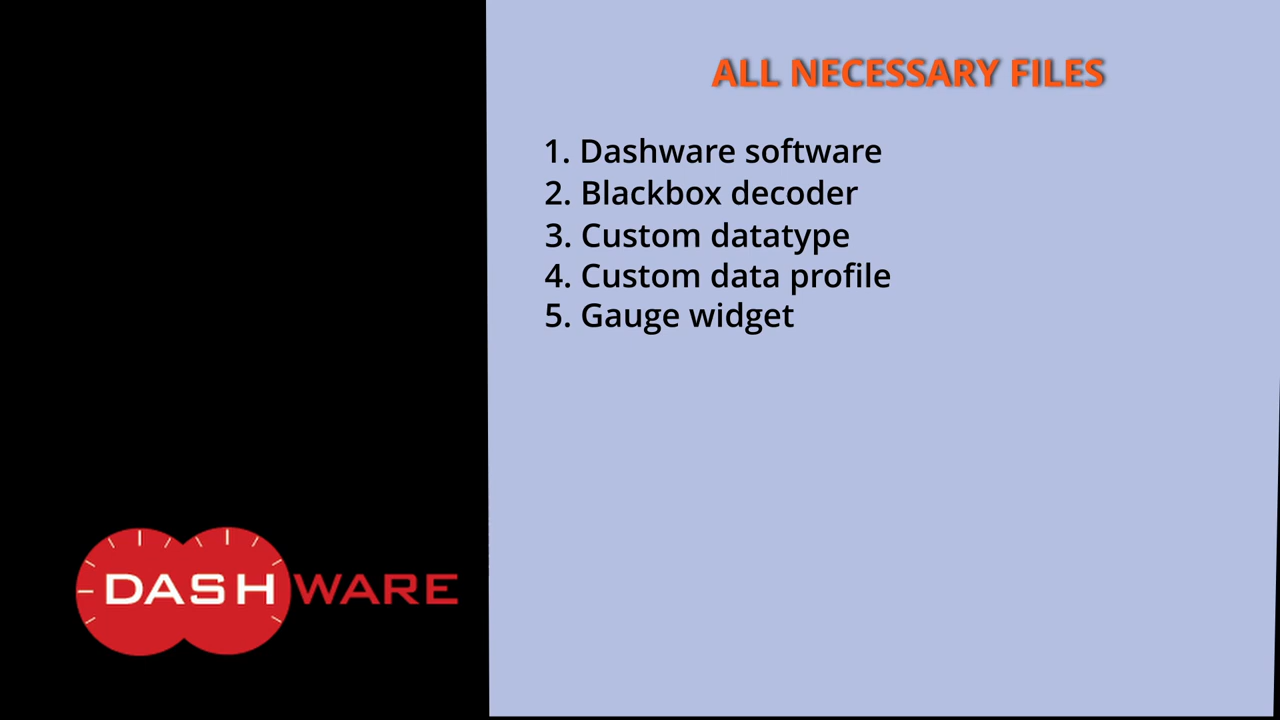 ALL NECESSARY FILES
1. Dashware software
2. Blackbox decoder
3. Custom datatype
4. Custom data profile
5. Gauge widget
DASHWARE